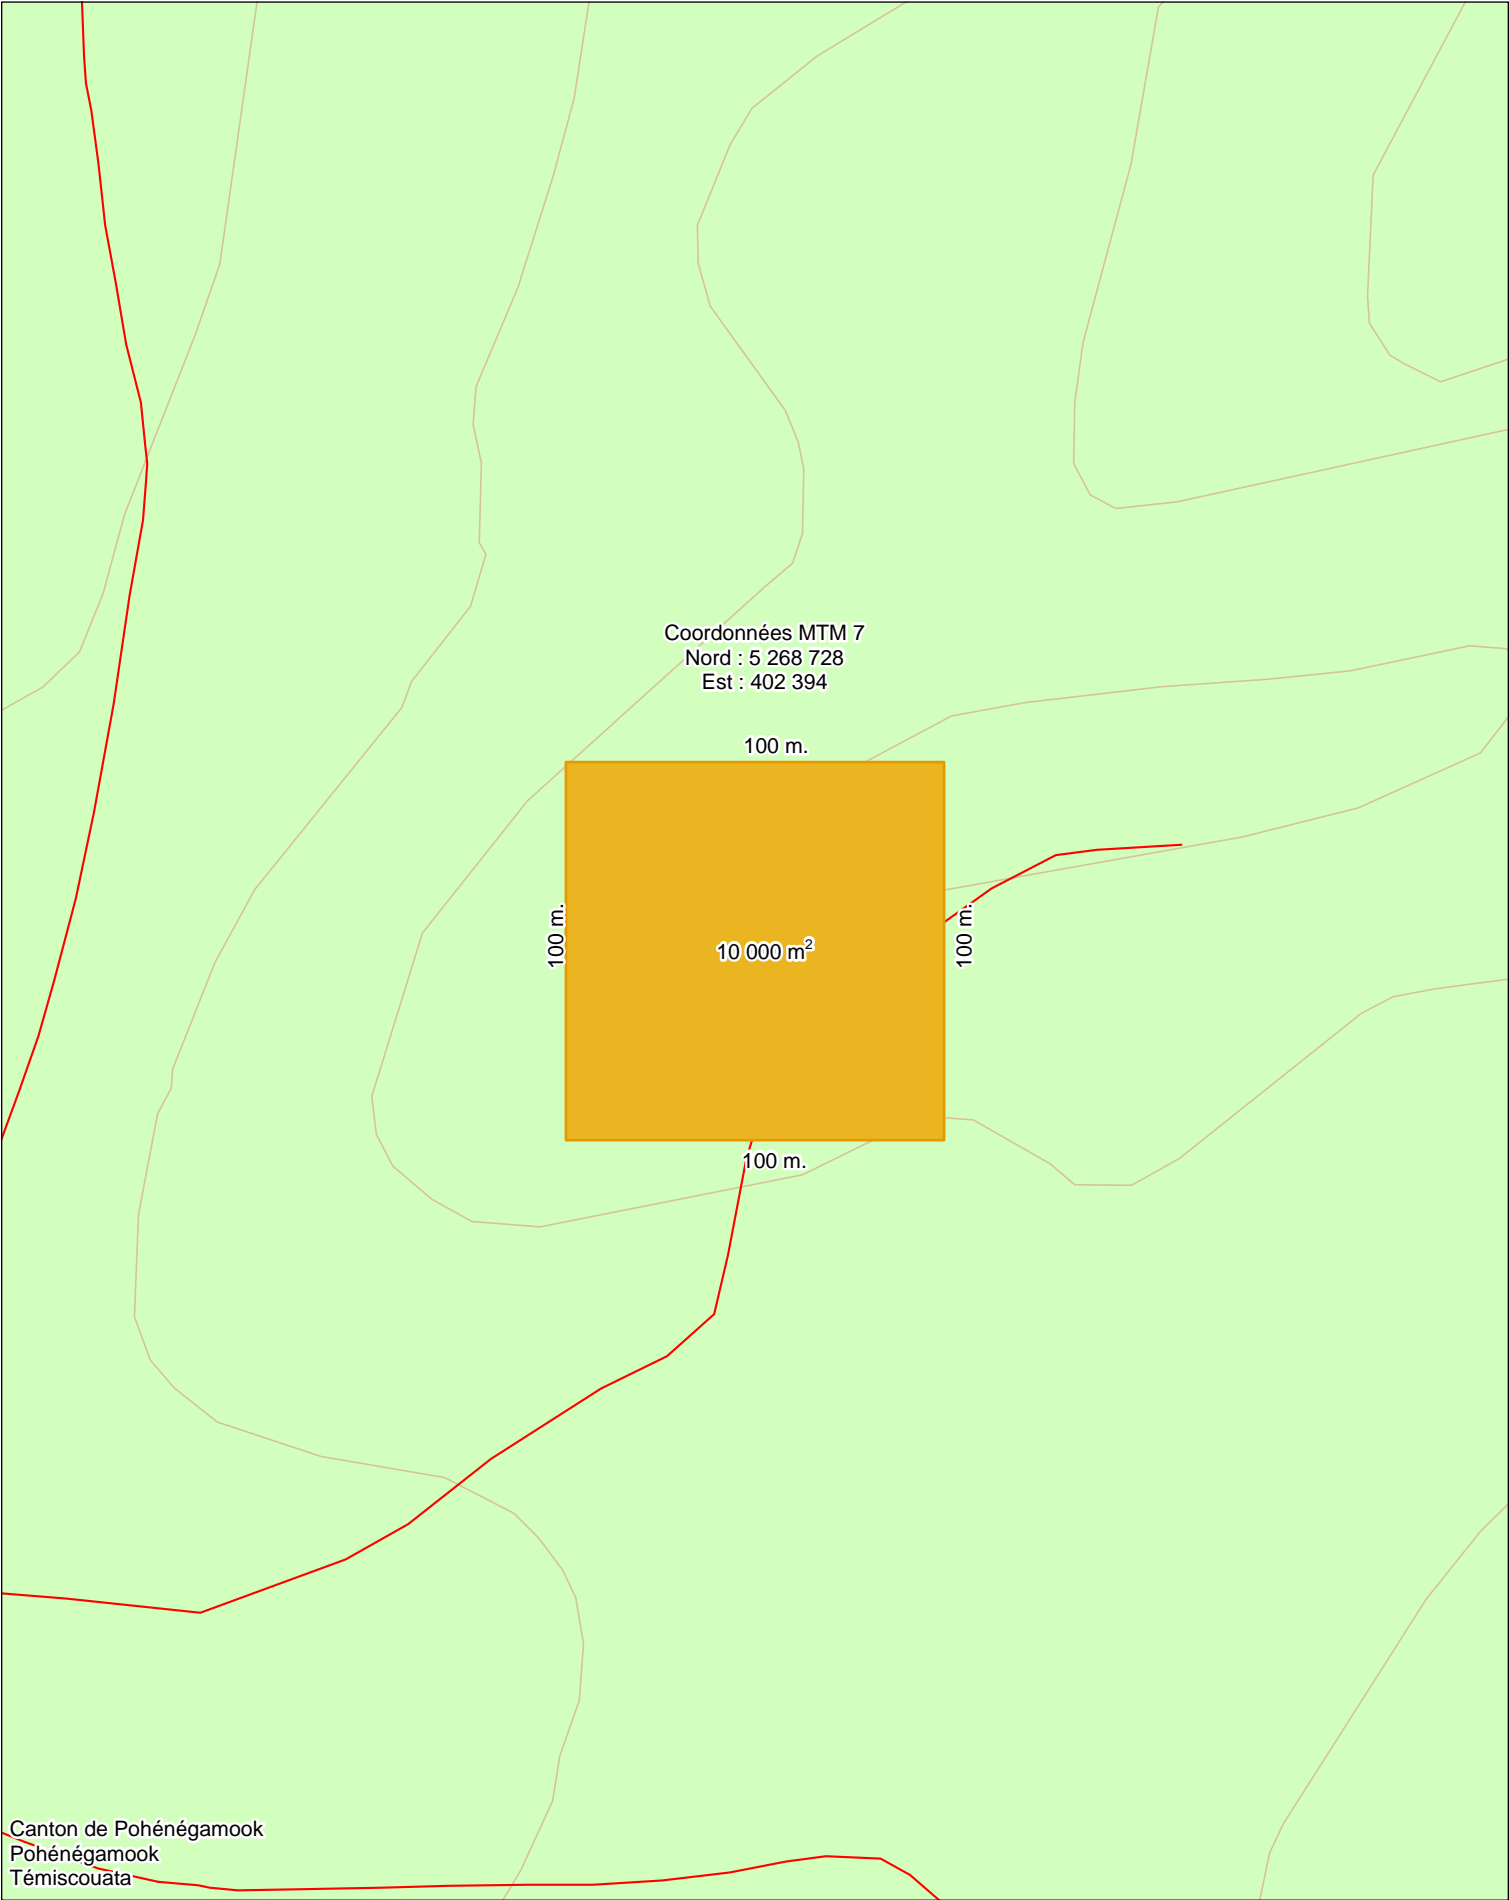 Coordonnées MTM 7
Nord : 5 268 728
Est : 402 394
100 m.
100 m.
10 000 m²
100 m.
100 m.
Canton de Pohénégamook
Pohénégamook
Témiscouata